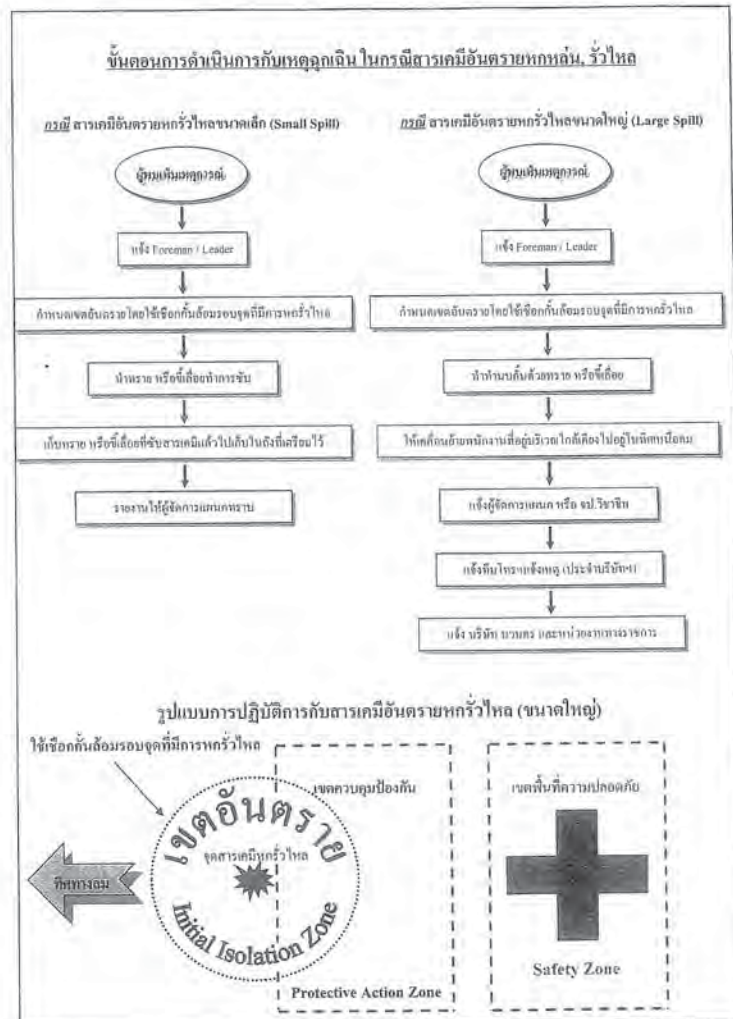 ขั้นตอนการดำเนินการกับเหตุฉุกเฉิน ในกรณีสารเคมีอันตรายหกหล่น, รั่วไหล
กรณี สารเคมีอันตรายหกรั่วไหลขนาดเล็ก (Small Spill)
ผู้พบเห็นเหตุการณ์
แจ้ง Foreman / Leader
กำหนดเขตอันตรายโดยใช้เชือกกั้นล้อมรอบจุดที่มีการหกรั่วไหล
นำทราย หรือขี้เลื่อยทำการซับ
เก็บทราย หรือขี้เลื่อยที่ซับสารเคมีแล้วไปเก็บในถังที่เตรียมไว้
รายงานให้ผู้จัดการแผนกทราบ
กรณี สารเคมีอันตรายหกรั่วไหลขนาดใหญ่ (Large Spill)
ผู้พบเห็นเหตุการณ์
แจ้ง Foreman / Leader
กำหนดเขตอันตรายโดยใช้เชือกกั้นล้อมรอบจุดที่มีการหกรั่วไหล
ทำทำนบกั้นด้วยทราย หรือขี้เลื่อย
ให้เคลื่อนย้ายพนักงานที่อยู่บริเวณใกล้เคียงไปอยู่ในทิศเหนือลม
แจ้งผู้จัดการแผนก หรือ จป.วิชาชีพ
แจ้งทีม (ประจำบริษัทฯ)
แจ้ง บริษัท นวนคร และหน่วยงานทางราชการ
รูปแบบการปฏิบัติการกับสารเคมีอันตรายหกรั่วไหล (ขนาดใหญ่)
ใช้เชือกกั้นล้อมรอบจุดที่มีการหกรั่วไหล
ทิศทางลม
เขตอันตราย
จุดสารเคมีหกรั่วไหล
Initial Isolation Zone
เขตควบคุมป้องกัน
Protective Action Zone
เขตพื้นที่ความปลอดภัย
Safety Zone